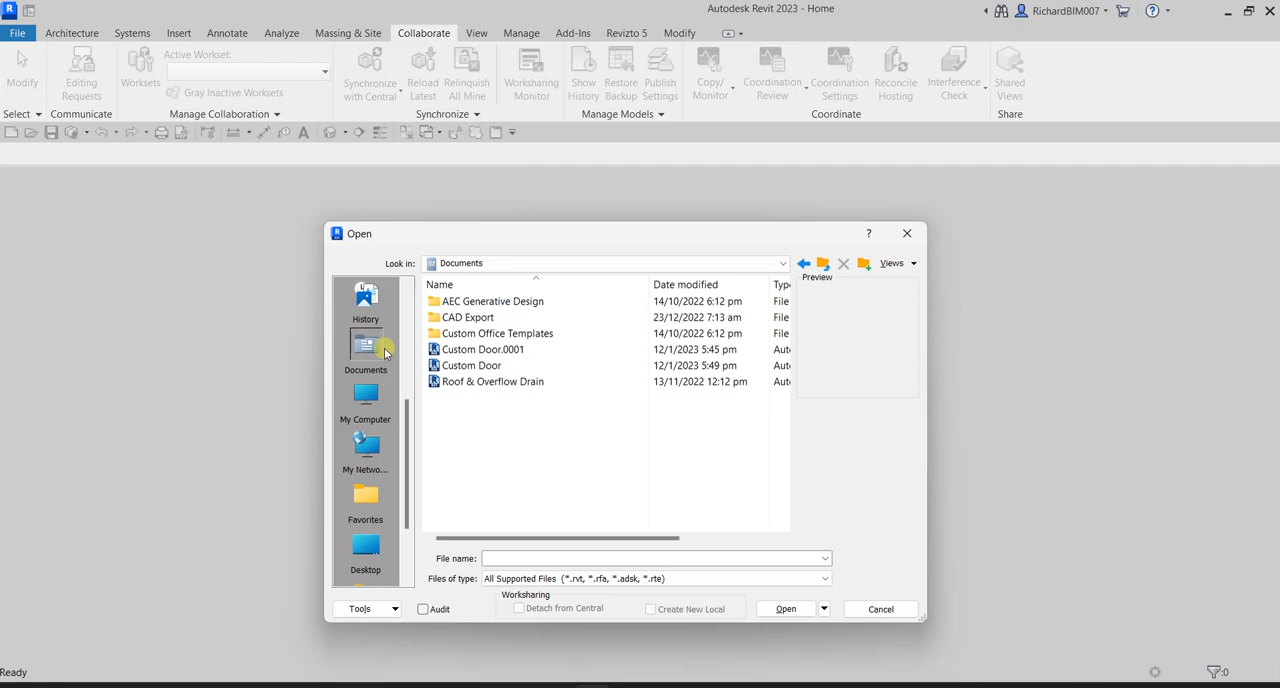 Autodesk Revit 2023 - Home
RichardBIM007
File Architecture Systems Insert Annotate Analyze Massing & Site Collaborate View Manage Add-Ins Revizto 5 Modify
Modify
Editing Requests
Worksets
Active Workset:
Gray Inactive Worksets
Synchronize with Central
Reload Latest
Relinquish All Mine
Worksharing Monitor
Show History
Restore Backup
Publish Settings
Copy/ Monitor
Coordination Review
Coordination Settings
Reconcile Hosting
Interference Check
Shared Views
Select Communicate Manage Collaboration Synchronize Manage Models Coordinate Share
Open
Look in: Documents Views
Preview
Name Date modified Typ
AEC Generative Design 14/10/2022 6:12 pm File
CAD Export 23/12/2022 7:13 am File
Custom Office Templates 14/10/2022 6:12 pm File
Custom Door.0001 12/1/2023 5:45 pm Aut
Custom Door 12/1/2023 5:49 pm Aut
Roof & Overflow Drain 13/11/2022 12:12 pm Aut
History
Documents
My Computer
My Netwo...
Favorites
Desktop
File name:
Files of type: All Supported Files (*.rvt, *.rfa, *.adsk, *.rte)
Worksharing
Tools Audit Detach from Central Create New Local Open Cancel
Ready :0